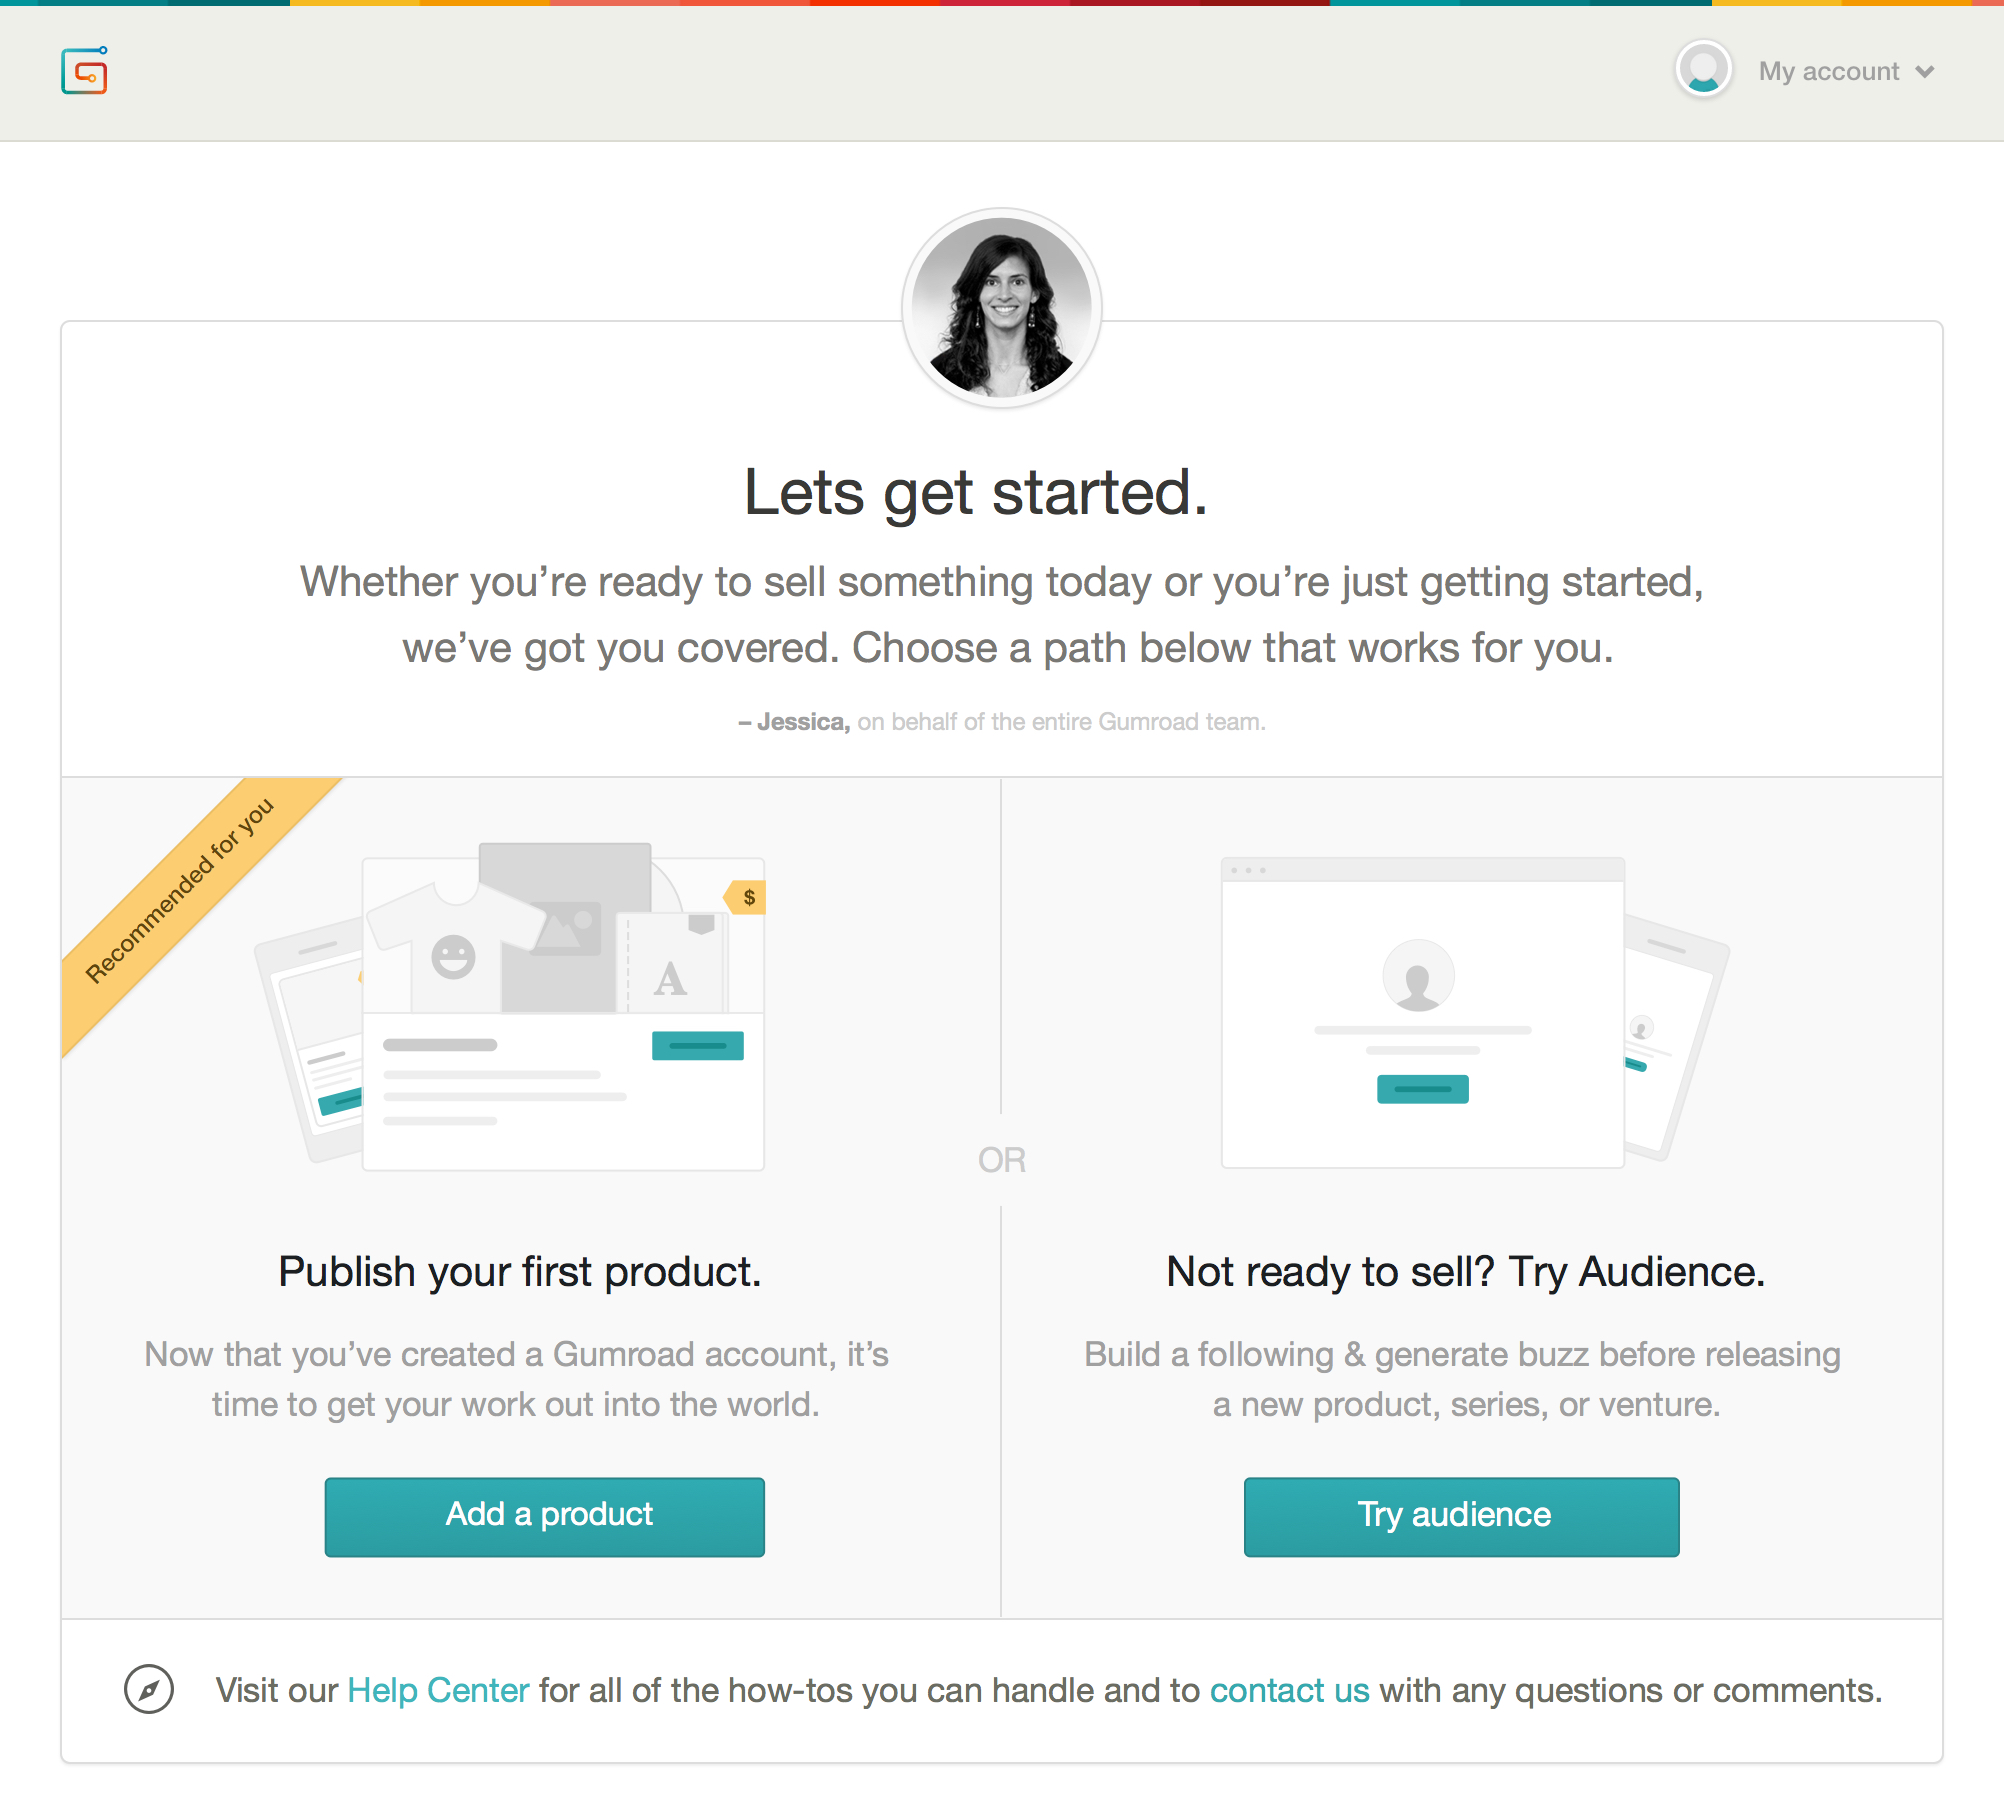 My account
Lets get started.
Whether you’re ready to sell something today or you’re just getting started,
we’ve got you covered. Choose a path below that works for you.
– Jessica, on behalf of the entire Gumroad team.
Recommended for you
$
A
OR
Publish your first product.
Now that you’ve created a Gumroad account, it’s
time to get your work out into the world.
Add a product
Not ready to sell? Try Audience.
Build a following & generate buzz before releasing
a new product, series, or venture.
Try audience
Visit our Help Center for all of the how-tos you can handle and to contact us with any questions or comments.